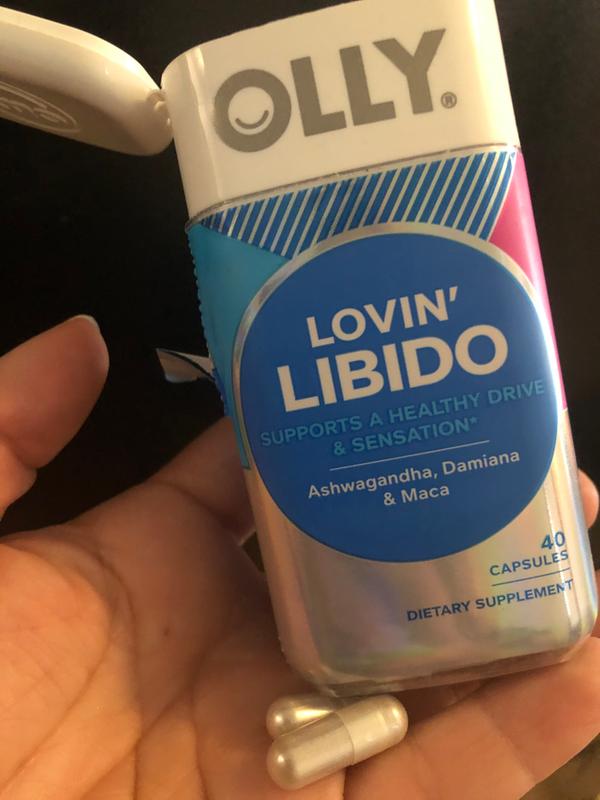 OLLY®
LOVIN'
LIBIDO
SUPPORTS A HEALTHY DRIVE
& SENSATION*
Ashwagandha, Damiana
& Maca
40
CAPSULES
DIETARY SUPPLEMENT